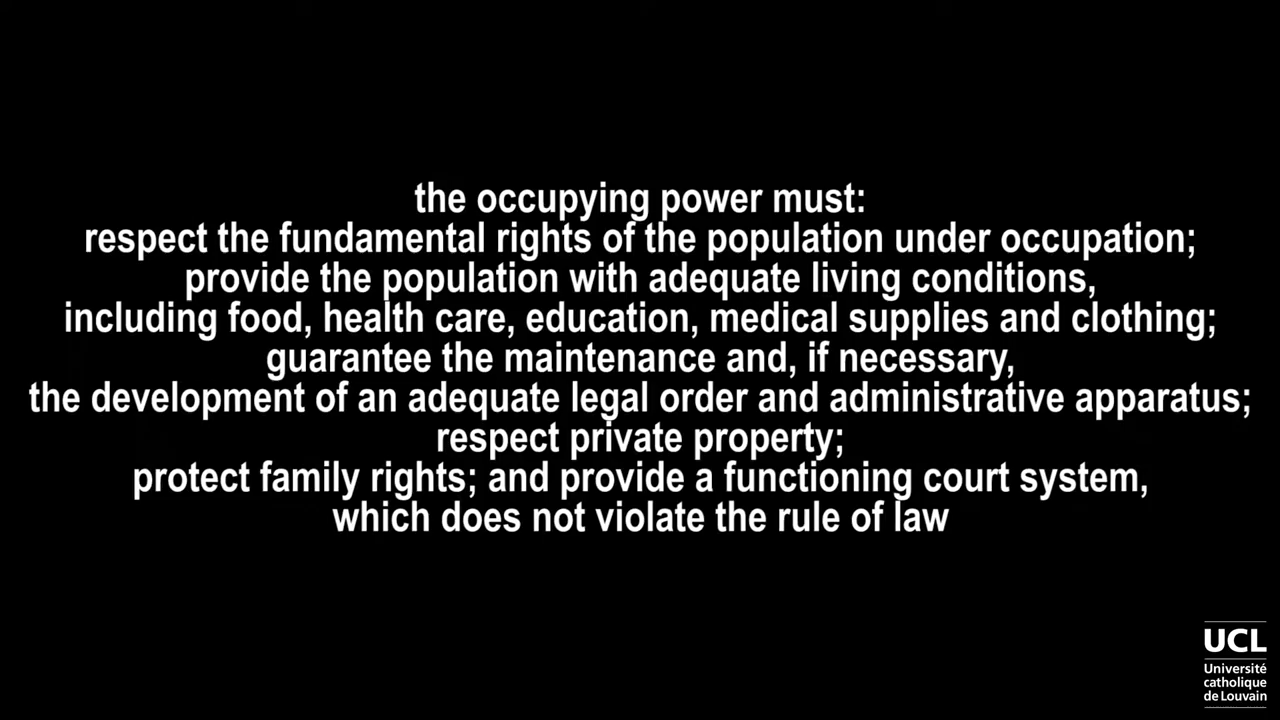 the occupying power must:
respect the fundamental rights of the population under occupation;
provide the population with adequate living conditions,
including food, health care, education, medical supplies and clothing;
guarantee the maintenance and, if necessary,
the development of an adequate legal order and administrative apparatus;
respect private property;
protect family rights; and provide a functioning court system,
which does not violate the rule of law
UCL
Université
catholique
de Louvain